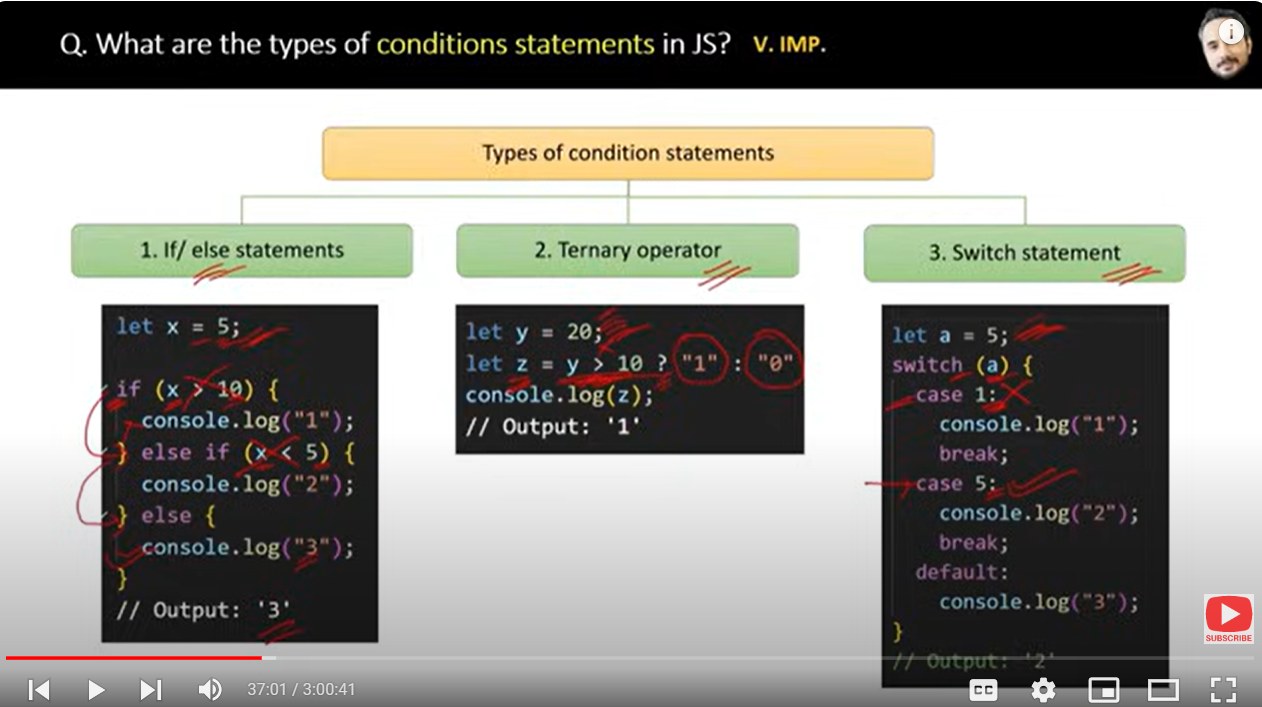 Q. What are the types of conditions statements in JS? V. IMP.
Types of condition statements
1. If/ else statements
let x = 5;
if (x > 10) {
console.log("1");
} else if (x < 5) {
console.log("2");
} else {
console.log("3");
}
// Output: '3'
2. Ternary operator
let y = 20;
let z = y > 10 ? "1" : "0"
console.log(z);
// Output: '1'
3. Switch statement
let a = 5;
switch (a) {
case 1:
console.log("1");
break;
case 5:
console.log("2");
break;
default:
console.log("3");
}
// Output: '2'
SUBSCRIBE
37:01 / 3:00:41
CC